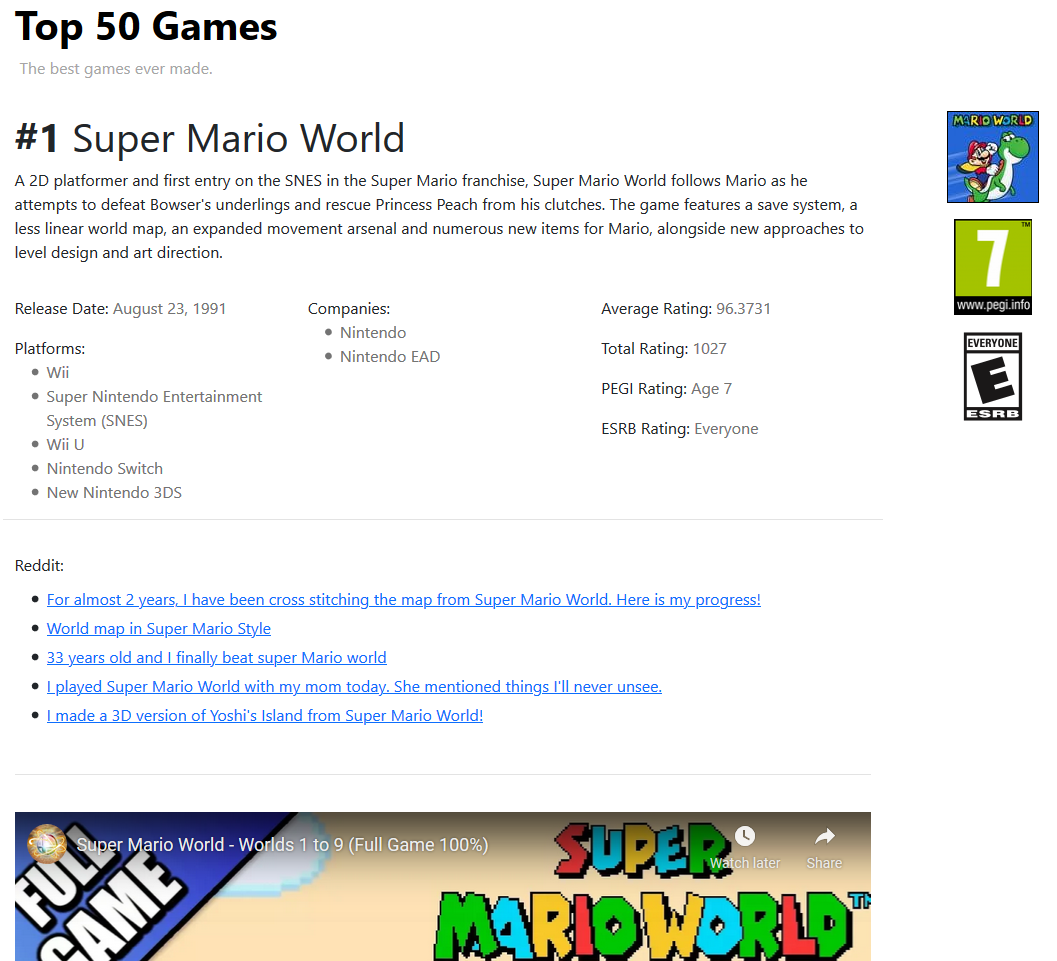 Top 50 Games
The best games ever made.
#1 Super Mario World
A 2D platformer and first entry on the SNES in the Super Mario franchise, Super Mario World follows Mario as he
attempts to defeat Bowser's underlings and rescue Princess Peach from his clutches. The game features a save system, a
less linear world map, an expanded movement arsenal and numerous new items for Mario, alongside new approaches to
level design and art direction.
Release Date: August 23, 1991
Platforms:
Wii
Super Nintendo Entertainment
System (SNES)
Wii U
Nintendo Switch
New Nintendo 3DS
Companies:
Nintendo
Nintendo EAD
Average Rating: 96.3731
Total Rating: 1027
PEGI Rating: Age 7
ESRB Rating: Everyone
MARIO WORLD
7™
www.pegi.info
EVERYONE
E
ESRB
Reddit:
For almost 2 years, I have been cross stitching the map from Super Mario World. Here is my progress!
World map in Super Mario Style
33 years old and I finally beat super Mario world
I played Super Mario World with my mom today. She mentioned things I'll never unsee.
I made a 3D version of Yoshi's Island from Super Mario World!
Super Mario World - Worlds 1 to 9 (Full Game 100%)
Watch later
Share
FULL
GAME
SUPER
MARIO WORLD™